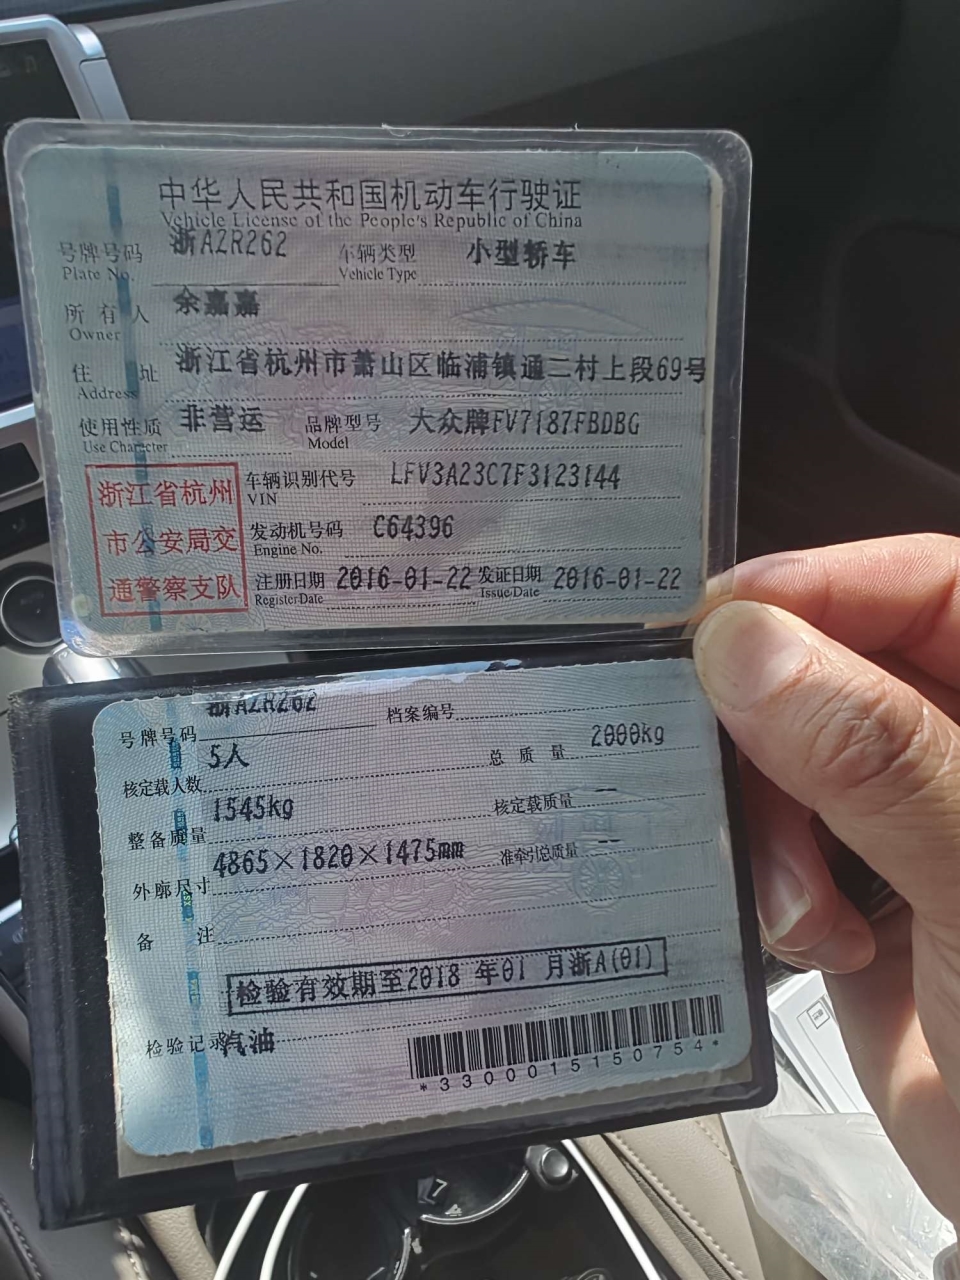 中华人民共和国机动车行驶证
Vehicle License of the People's Republic of China
号牌号码 浙AZR262 车辆类型 小型轿车
Plate No. Vehicle Type
所有人 余嘉嘉
Owner
住址 浙江省杭州市萧山区临浦镇通二村上段69号
Address
使用性质 非营运 品牌型号 大众牌FV7187FBDBG
Use Character Model
浙江省杭州
市公安局交
通警察支队
车辆识别代号 LFV3A23C7F3123144
VIN
发动机号码 C64396
Engine No.
注册日期 2016-01-22 发证日期 2016-01-22
Register Date Issue Date
号牌号码 浙AZR262 档案编号
核定载人数 5人 总质量 2000kg
整备质量 1545kg 核定载质量 --
外廓尺寸 4865×1820×1475mm 准牵引总质量 --
备注
检验有效期至2018 年01 月浙A(01)
检验记录 汽油
*3300015150754*
7